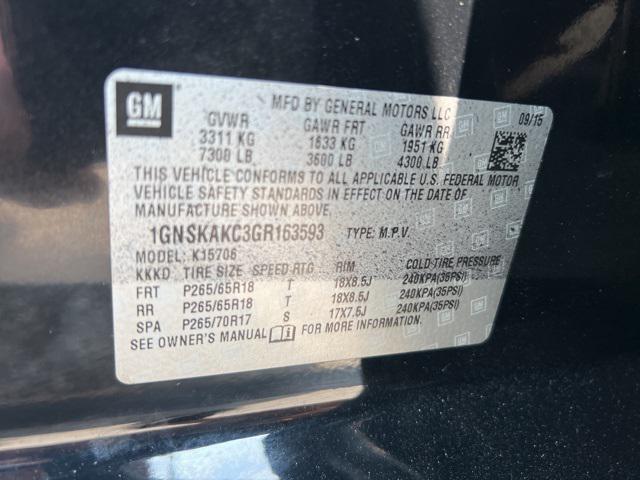 GM
MFD BY GENERAL MOTORS LLC
09/15
GVWR GAWR FRT GAWR RR
3311 KG 1633 KG 1951 KG
7300 LB 3600 LB 4300 LB
THIS VEHICLE CONFORMS TO ALL APPLICABLE U.S. FEDERAL MOTOR
VEHICLE SAFETY STANDARDS IN EFFECT ON THE DATE OF
MANUFACTURE SHOWN ABOVE.
1GNSKAKC3GR163593 TYPE: M.P.V.
MODEL: K15706
KKKD TIRE SIZE SPEED RTG RIM COLD TIRE PRESSURE
FRT P265/65R18 T 18X8.5J 240KPA(35PSI)
RR P265/65R18 T 18X8.5J 240KPA(35PSI)
SPA P265/70R17 S 17X7.5J 240KPA(35PSI)
SEE OWNER'S MANUAL FOR MORE INFORMATION.